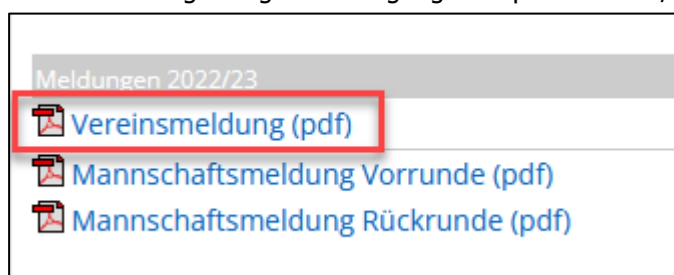 Meldungen 2022/23
Vereinsmeldung (pdf)
Mannschaftsmeldung Vorrunde (pdf)
Mannschaftsmeldung Rückrunde (pdf)